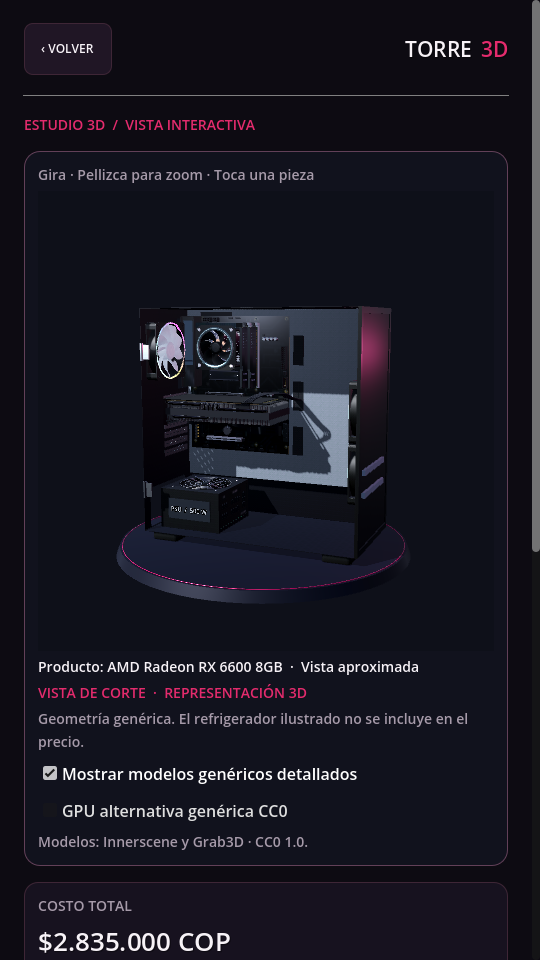 ‹ VOLVER
TORRE 3D
ESTUDIO 3D / VISTA INTERACTIVA
Gira · Pellizca para zoom · Toca una pieza
Producto: AMD Radeon RX 6600 8GB · Vista aproximada
VISTA DE CORTE · REPRESENTACIÓN 3D
Geometría genérica. El refrigerador ilustrado no se incluye en el
precio.
Mostrar modelos genéricos detallados
GPU alternativa genérica CC0
Modelos: Innerscene y Grab3D · CC0 1.0.
COSTO TOTAL
$2.835.000 COP